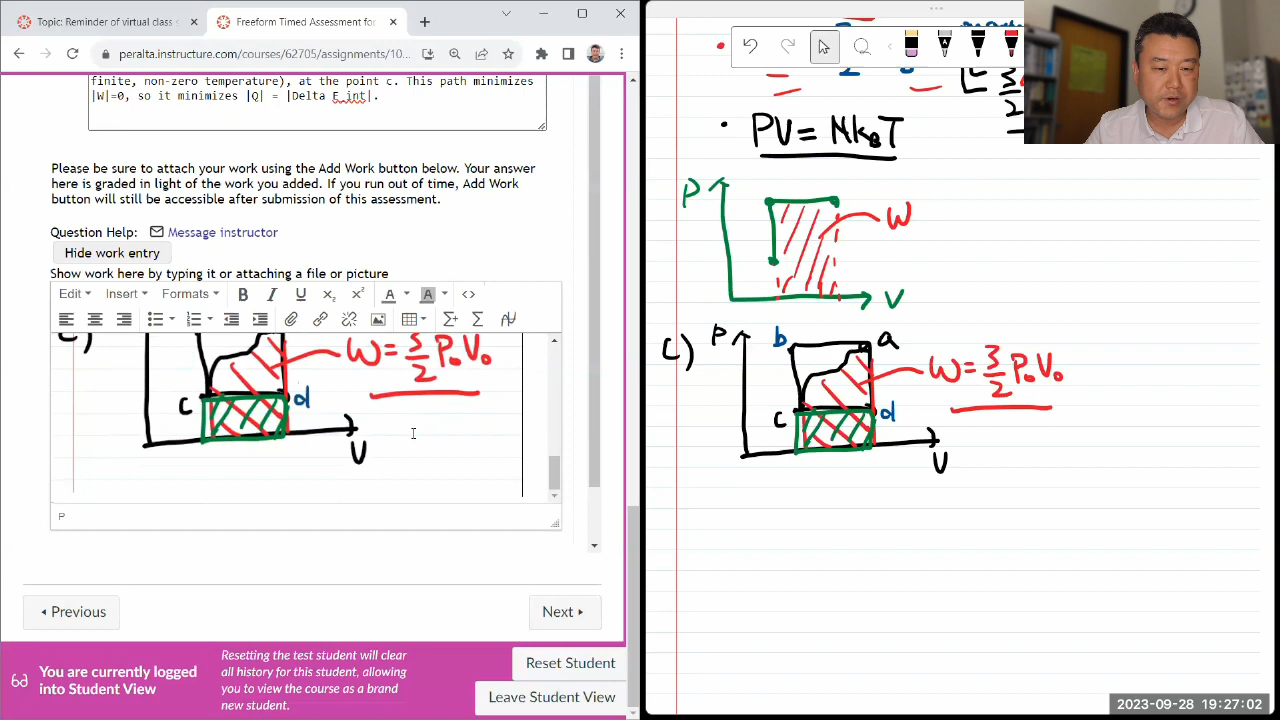 Topic: Reminder of virtual class s
Freeform Timed Assessment for
peralta.instructure.com/courses/6217/assignments/10...
finite, non-zero temperature), at the point c. This path minimizes
|W|=0, so it minimizes |Q| = |Delta E_int|.
Please be sure to attach your work using the Add Work button below. Your answer
here is graded in light of the work you added. If you run out of time, Add Work
button will still be accessible after submission of this assessment.
Question Help: Message instructor
Hide work entry
Show work here by typing it or attaching a file or picture
Edit Insert Formats B I U X₂ X² A A <>
W = 3/2 P₀V₀
c d
V
P
Previous Next
You are currently logged
into Student View
Resetting the test student will clear
all history for this student, allowing
you to view the course as a brand
new student.
Reset Student
Leave Student View
3/2
PV = Nk_BT
P
W
V
c) P b a
W = 3/2 P₀V₀
c d
V
2023-09-28 19:27:02